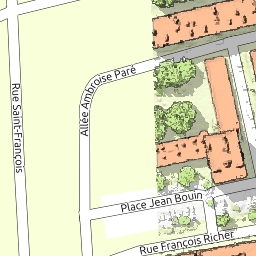 Allée Ambroise Paré
Rue Saint-François
Place Jean Bouin
Rue François Richer